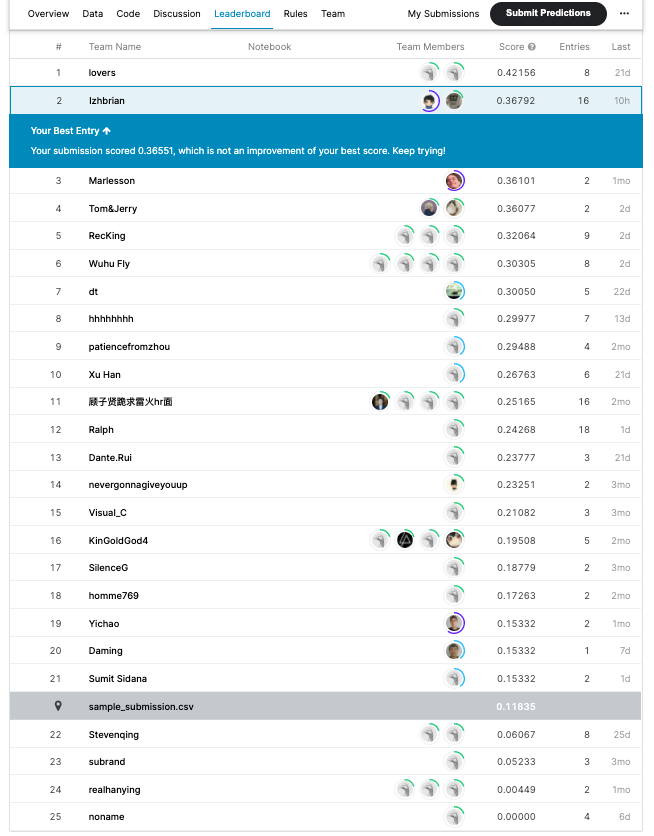 Overview Data Code Discussion Leaderboard Rules Team My Submissions Submit Predictions ...
# Team Name Notebook Team Members Score Entries Last
1 lovers 0.42156 8 21d
2 lzhbrian 0.36792 16 10h
Your Best Entry
Your submission scored 0.36551, which is not an improvement of your best score. Keep trying!
3 Marlesson 0.36101 2 1mo
4 Tom&Jerry 0.36077 2 2d
5 RecKing 0.32064 9 2d
6 Wuhu Fly 0.30305 8 2d
7 dt 0.30050 5 22d
8 hhhhhhhh 0.29977 7 13d
9 patiencefromzhou 0.29488 4 2mo
10 Xu Han 0.26763 6 21d
11 顾子贤跪求雷火hr面 0.25165 16 2mo
12 Ralph 0.24268 18 1d
13 Dante.Rui 0.23777 3 21d
14 nevergonnagiveyouup 0.23251 2 3mo
15 Visual_C 0.21082 3 3mo
16 KinGoldGod4 0.19508 5 2mo
17 SilenceG 0.18779 2 3mo
18 homme769 0.17263 2 2mo
19 Yichao 0.15332 2 1mo
20 Daming 0.15332 1 7d
21 Sumit Sidana 0.15332 2 1d
sample_submission.csv 0.11835
22 Stevenqing 0.06067 8 25d
23 subrand 0.05233 3 3mo
24 realhanying 0.00449 2 1mo
25 noname 0.00000 4 6d